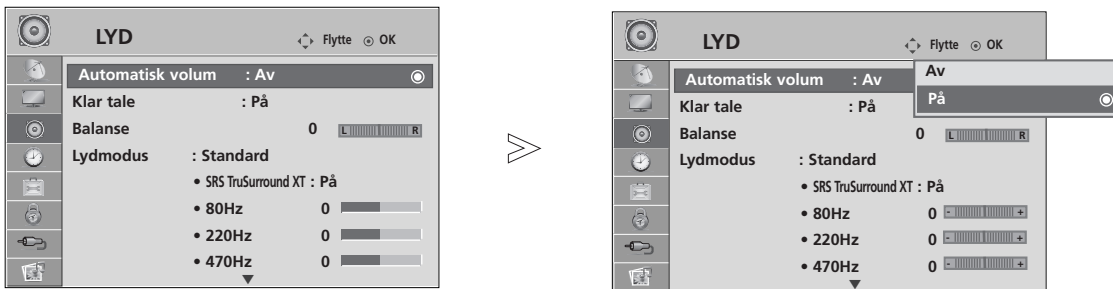 LYD Flytte OK
Automatisk volum : Av
Klar tale : På
Balanse 0 L R
Lydmodus : Standard
• SRS TruSurround XT : På
• 80Hz 0
• 220Hz 0
• 470Hz 0
LYD Flytte OK
Automatisk volum : Av
Av
På
Klar tale : På
Balanse 0 L R
Lydmodus : Standard
• SRS TruSurround XT : På
• 80Hz 0 - +
• 220Hz 0 - +
• 470Hz 0 - +